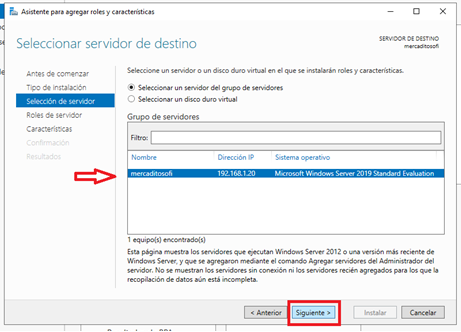 Asistente para agregar roles y características
Seleccionar servidor de destino
SERVIDOR DE DESTINO
mercaditosofi
Antes de comenzar
Tipo de instalación
Selección de servidor
Roles de servidor
Características
Confirmación
Resultados
Seleccione un servidor o un disco duro virtual en el que se instalarán roles y características.
Seleccionar un servidor del grupo de servidores
Seleccionar un disco duro virtual
Grupo de servidores
Filtro:
Nombre Dirección IP Sistema operativo
mercaditosofi 192.168.1.20 Microsoft Windows Server 2019 Standard Evaluation
1 equipo(s) encontrado(s)
Esta página muestra los servidores que ejecutan Windows Server 2012 o una versión más reciente de
Windows Server, y que se agregaron mediante el comando Agregar servidores del Administrador del
servidor. No se muestran los servidores sin conexión ni los servidores recién agregados para los que la
recopilación de datos aún está incompleta.
< Anterior Siguiente > Instalar Cancelar